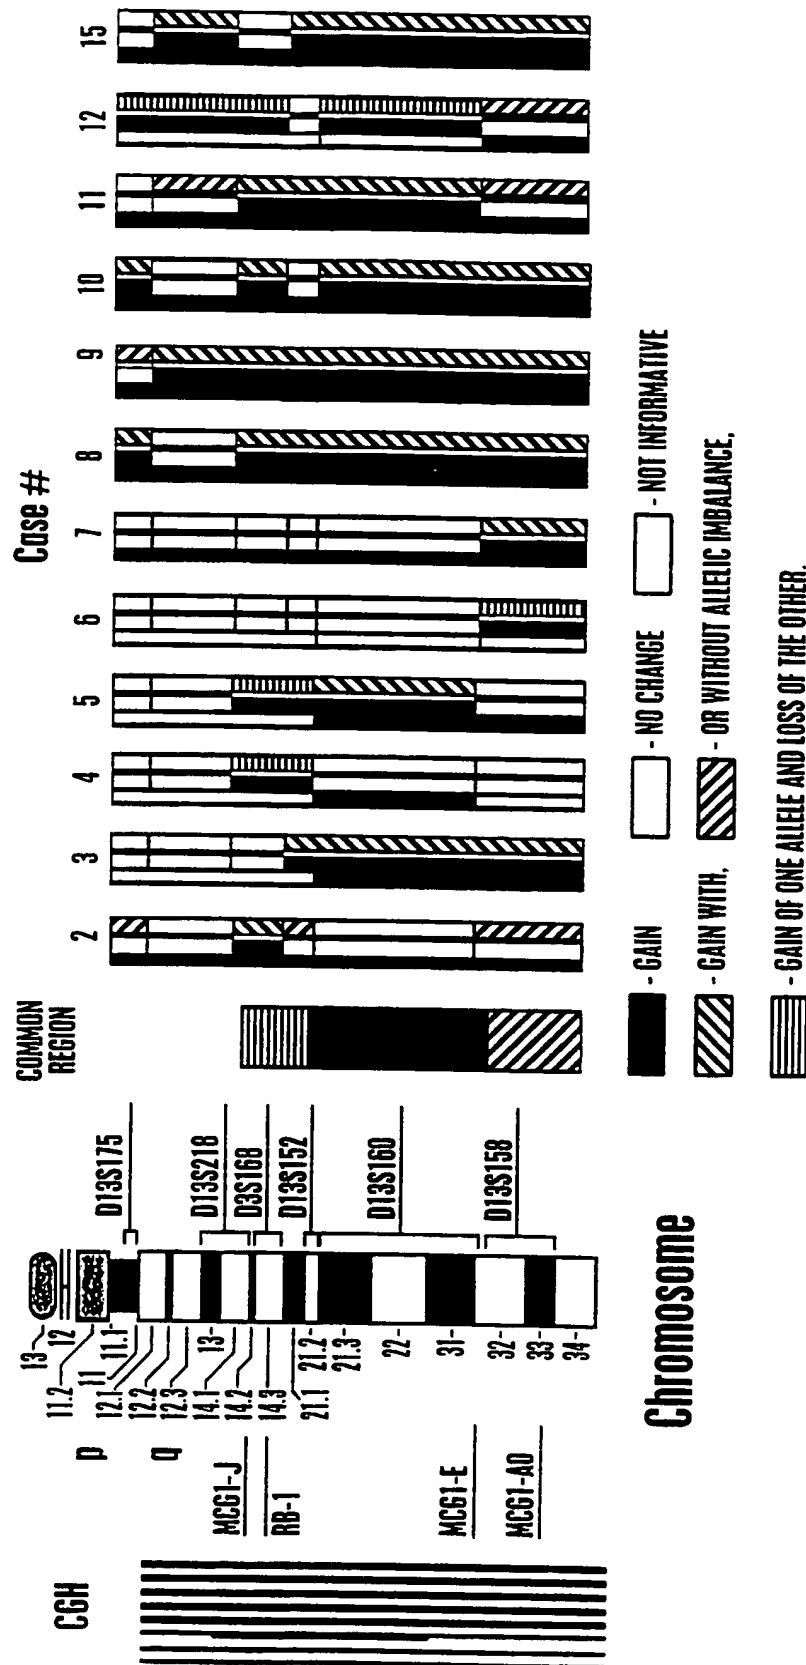 Case #
2 3 4 5 6 7 8 9 10 11 12 15
COMMON
REGION
CGH
MCG1-J
RB-1
MCG1-E
MCG1-AD
p
q
13
12
11.2
11.1
11
12.1
12.2
12.3
13
14.1
14.2
14.3
21.1
21.2
21.3
22
31
32
33
34
D13S175
D13S218
D3S168
D13S152
D13S160
D13S158
Chromosome
- GAIN
- NO CHANGE
- NOT INFORMATIVE
- GAIN WITH,
- OR WITHOUT ALLELIC IMBALANCE,
- GAIN OF ONE ALLELE AND LOSS OF THE OTHER.